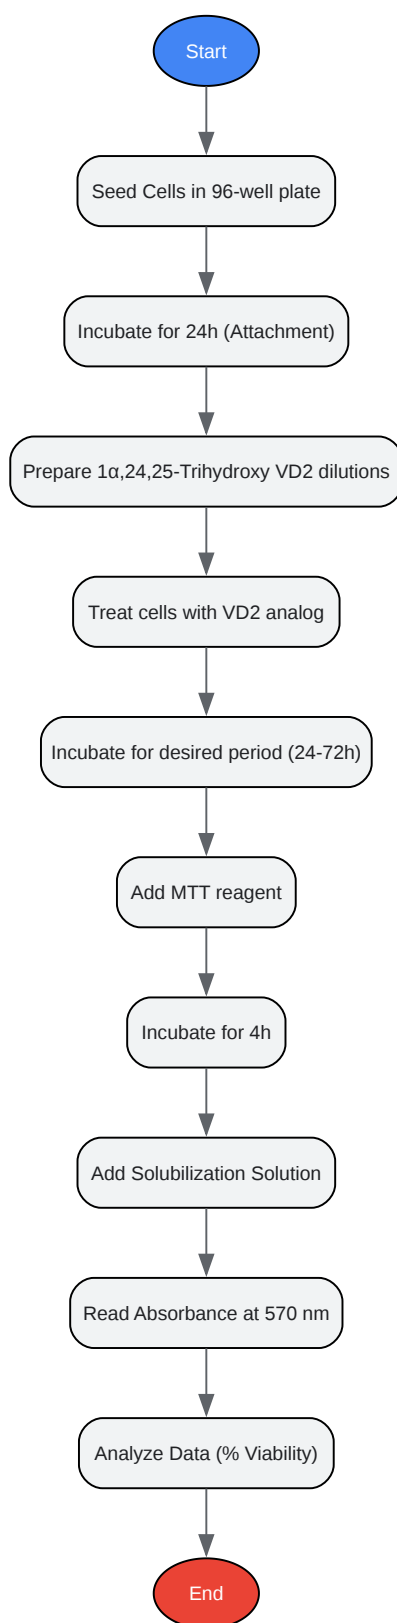 Start
Seed Cells in 96-well plate
Incubate for 24h (Attachment)
Prepare 1α,24,25-Trihydroxy VD2 dilutions
Treat cells with VD2 analog
Incubate for desired period (24-72h)
Add MTT reagent
Incubate for 4h
Add Solubilization Solution
Read Absorbance at 570 nm
Analyze Data (% Viability)
End